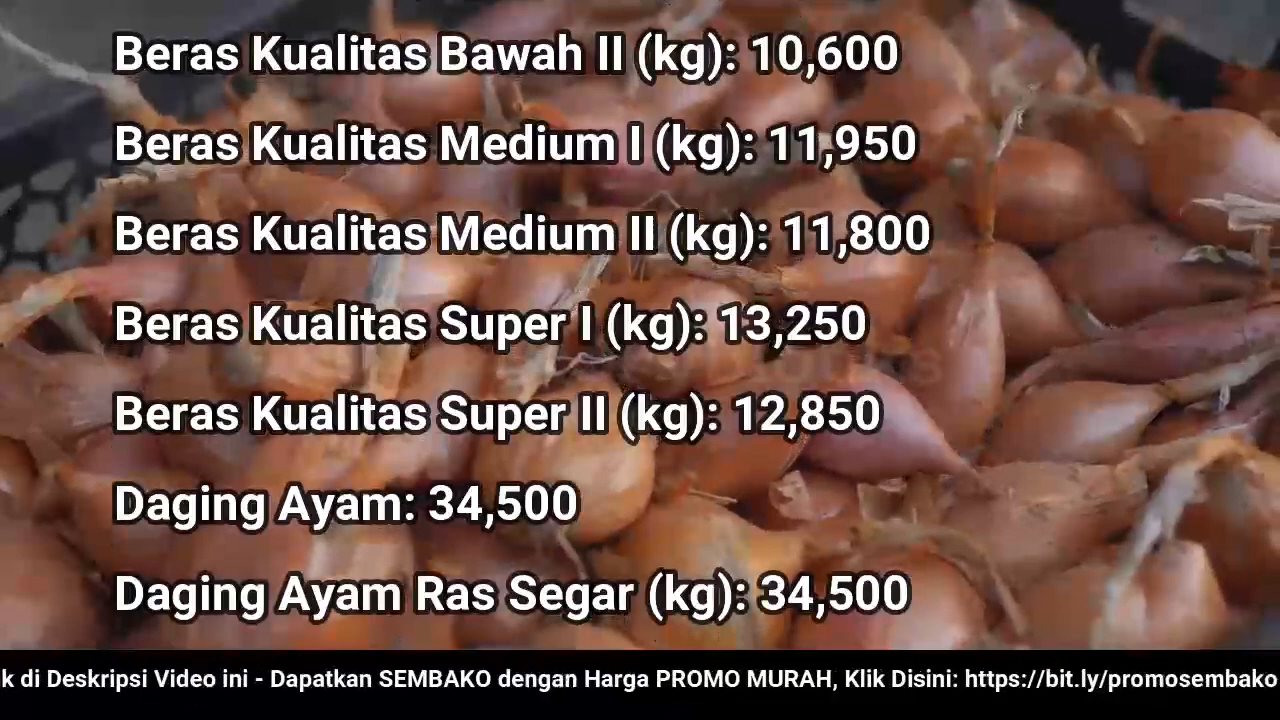 Beras Kualitas Bawah II (kg): 10,600
Beras Kualitas Medium I (kg): 11,950
Beras Kualitas Medium II (kg): 11,800
Beras Kualitas Super I (kg): 13,250
Beras Kualitas Super II (kg): 12,850
Daging Ayam: 34,500
Daging Ayam Ras Segar (kg): 34,500
k di Deskripsi Video ini - Dapatkan SEMBAKO dengan Harga PROMO MURAH, Klik Disini: https://bit.ly/promosembako